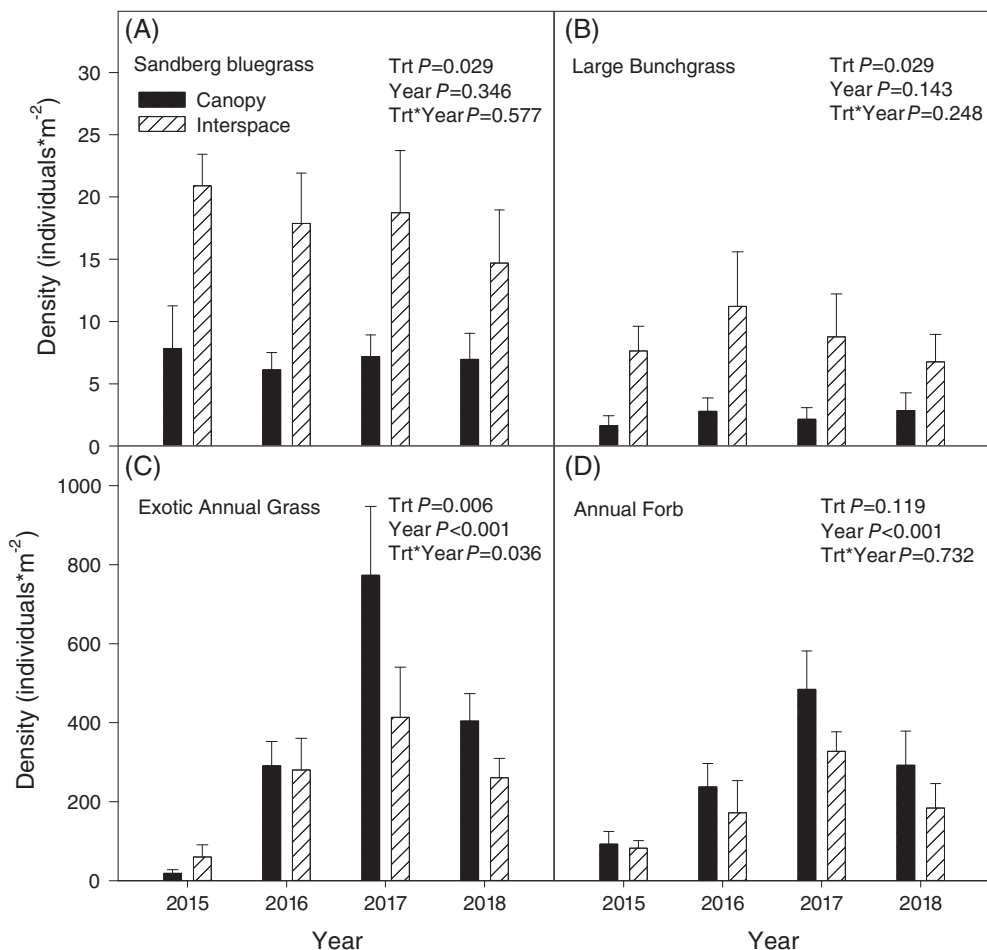 (A)
Sandberg bluegrass
Canopy
Interspace
Trt P=0.029
Year P=0.346
Trt*Year P=0.577
30
25
20
15
10
5
0
Density (individuals*m-2)
(B)
Large Bunchgrass
Trt P=0.029
Year P=0.143
Trt*Year P=0.248
(C)
Exotic Annual Grass
Trt P=0.006
Year P<0.001
Trt*Year P=0.036
1000
800
600
400
200
0
Density (individuals*m-2)
2015 2016 2017 2018
Year
(D)
Annual Forb
Trt P=0.119
Year P<0.001
Trt*Year P=0.732
2015 2016 2017 2018
Year